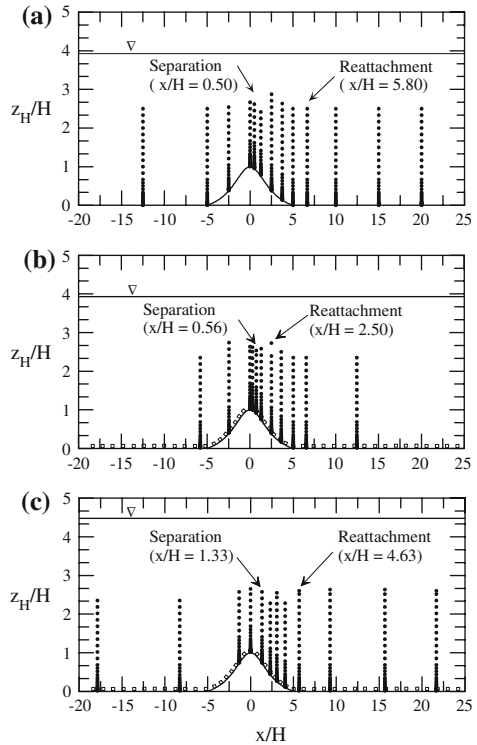 (a)
5
4
3
2
1
0
z_H/H
∇
Separation
( x/H = 0.50)
Reattachment
( x/H = 5.80)
-20 -15 -10 -5 0 5 10 15 20 25
(b)
5
4
3
2
1
0
z_H/H
∇
Separation
(x/H = 0.56)
Reattachment
(x/H = 2.50)
-20 -15 -10 -5 0 5 10 15 20 25
(c)
5
4
3
2
1
0
z_H/H
∇
Separation
(x/H = 1.33)
Reattachment
(x/H = 4.63)
-20 -15 -10 -5 0 5 10 15 20 25
x/H